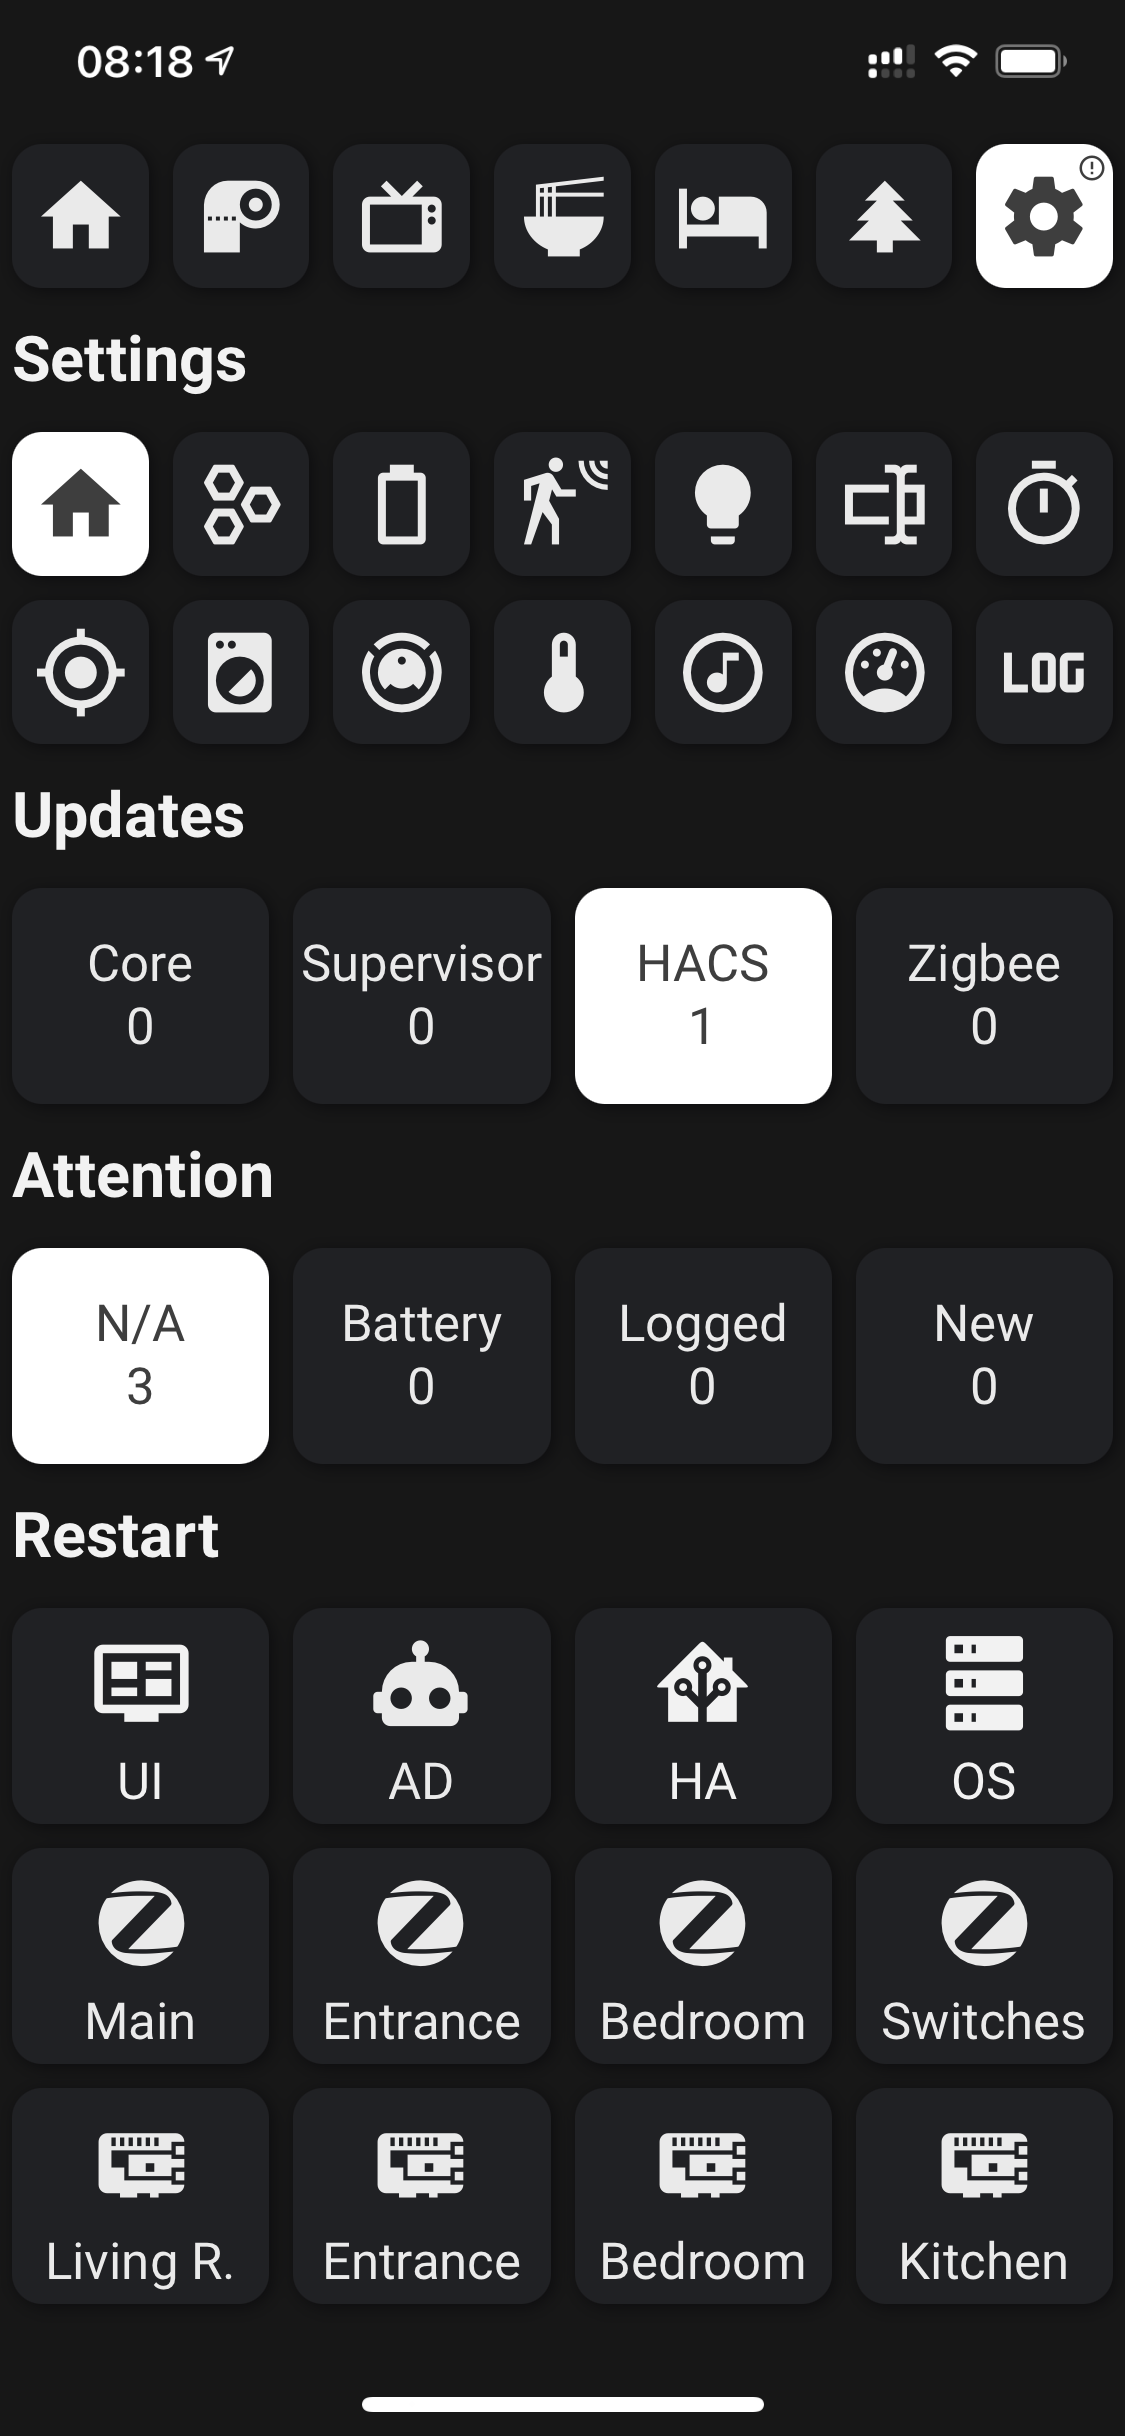 08:18
Settings
LOG
Updates
Core Supervisor HACS Zigbee
0 0 1 0
Attention
N/A Battery Logged New
3 0 0 0
Restart
UI AD HA OS
Main Entrance Bedroom Switches
Living R. Entrance Bedroom Kitchen